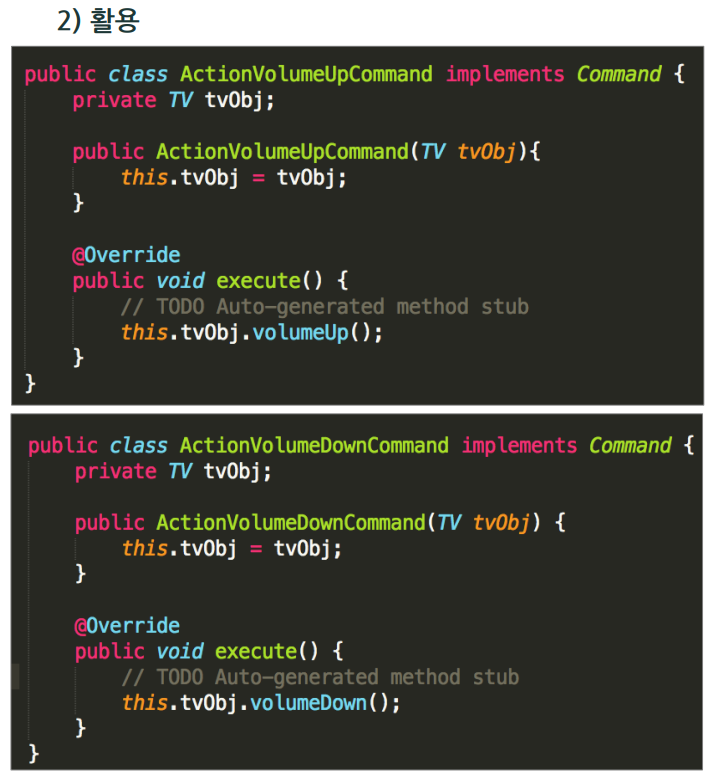 2) 활용
public class ActionVolumeUpCommand implements Command {
    private TV tvObj;

    public ActionVolumeUpCommand(TV tvObj){
        this.tvObj = tvObj;
    }

    @Override
    public void execute() {
        // TODO Auto-generated method stub
        this.tvObj.volumeUp();
    }
}
public class ActionVolumeDownCommand implements Command {
    private TV tvObj;

    public ActionVolumeDownCommand(TV tvObj) {
        this.tvObj = tvObj;
    }

    @Override
    public void execute() {
        // TODO Auto-generated method stub
        this.tvObj.volumeDown();
    }
}